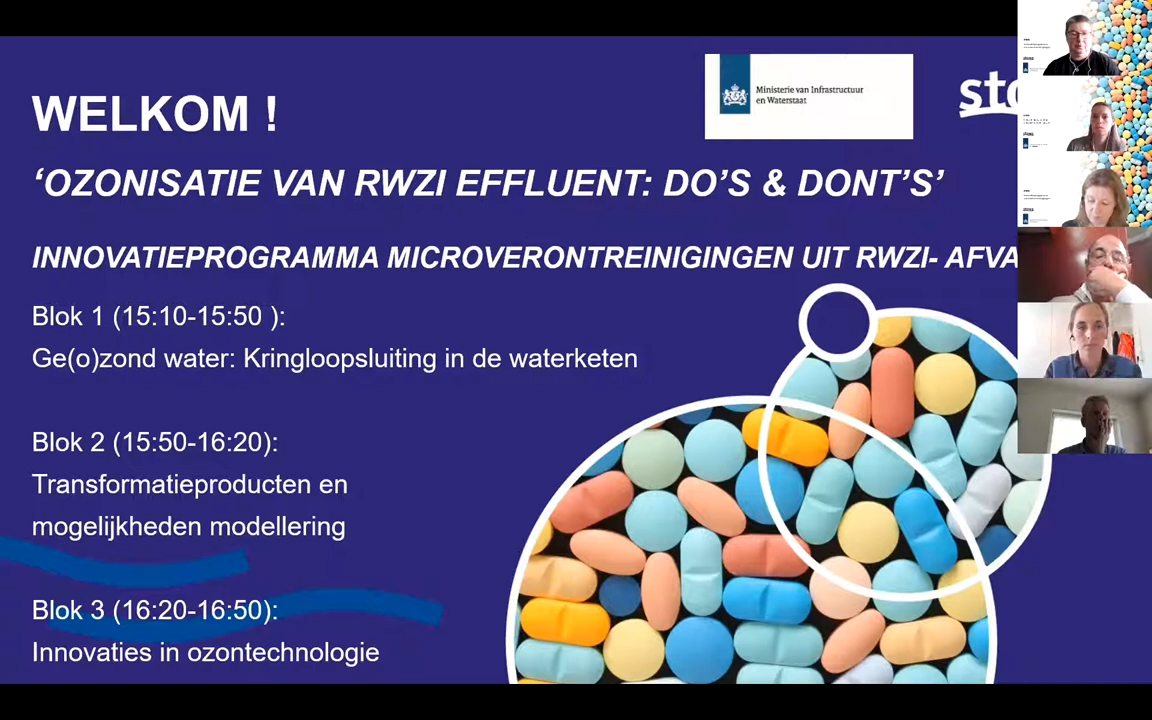 Ministerie van Infrastructuur
en Waterstaat
WELKOM !
‘OZONISATIE VAN RWZI EFFLUENT: DO’S & DONT’S’
INNOVATIEPROGRAMMA MICROVERONTREINIGINGEN UIT RWZI- AFVA
Blok 1 (15:10-15:50 ):
Ge(o)zond water: Kringloopsluiting in de waterketen
Blok 2 (15:50-16:20):
Transformatieproducten en
mogelijkheden modellering
Blok 3 (16:20-16:50):
Innovaties in ozontechnologie